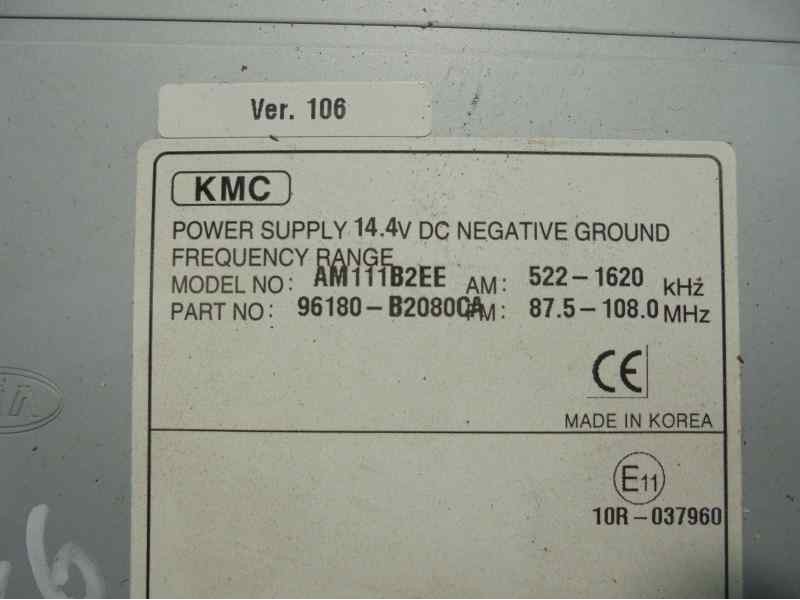 Ver. 106
KMC
POWER SUPPLY 14.4V DC NEGATIVE GROUND
FREQUENCY RANGE
MODEL NO: AM111B2EE AM: 522-1620 kHz
PART NO: 96180-B2080CA FM: 87.5-108.0 MHz
CE
MADE IN KOREA
E11
10R-037960
6